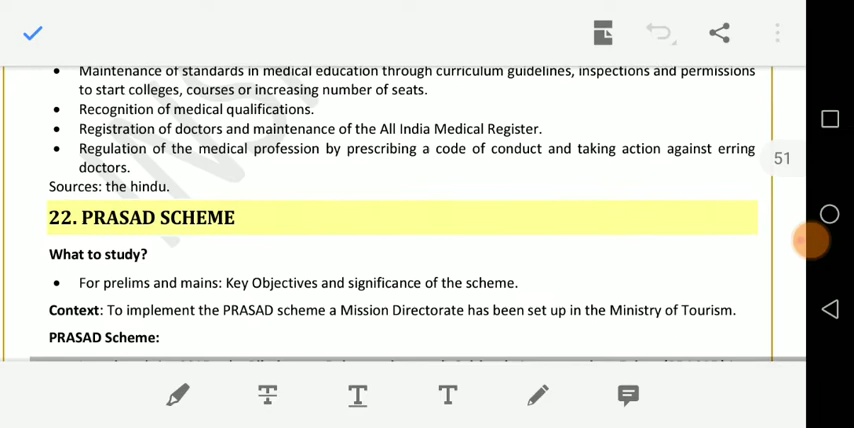 Maintenance of standards in medical education through curriculum guidelines, inspections and permissions
to start colleges, courses or increasing number of seats.
• Recognition of medical qualifications.
• Registration of doctors and maintenance of the All India Medical Register.
• Regulation of the medical profession by prescribing a code of conduct and taking action against erring
doctors.
51
Sources: the hindu.
22. PRASAD SCHEME
What to study?
• For prelims and mains: Key Objectives and significance of the scheme.
Context: To implement the PRASAD scheme a Mission Directorate has been set up in the Ministry of Tourism.
PRASAD Scheme:
T
T
T